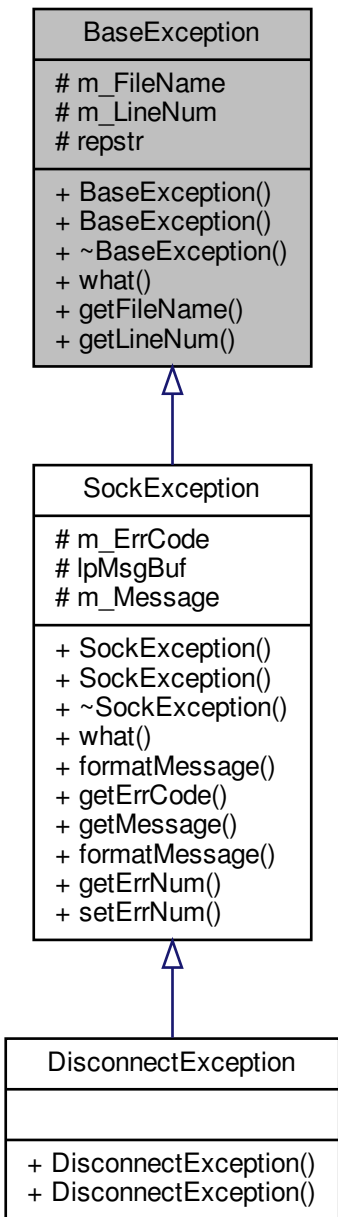 BaseException
# m_FileName
# m_LineNum
# repstr
+ BaseException()
+ BaseException()
+ ~BaseException()
+ what()
+ getFileName()
+ getLineNum()
SockException
# m_ErrCode
# lpMsgBuf
# m_Message
+ SockException()
+ SockException()
+ ~SockException()
+ what()
+ formatMessage()
+ getErrCode()
+ getMessage()
+ formatMessage()
+ getErrNum()
+ setErrNum()
DisconnectException
+ DisconnectException()
+ DisconnectException()